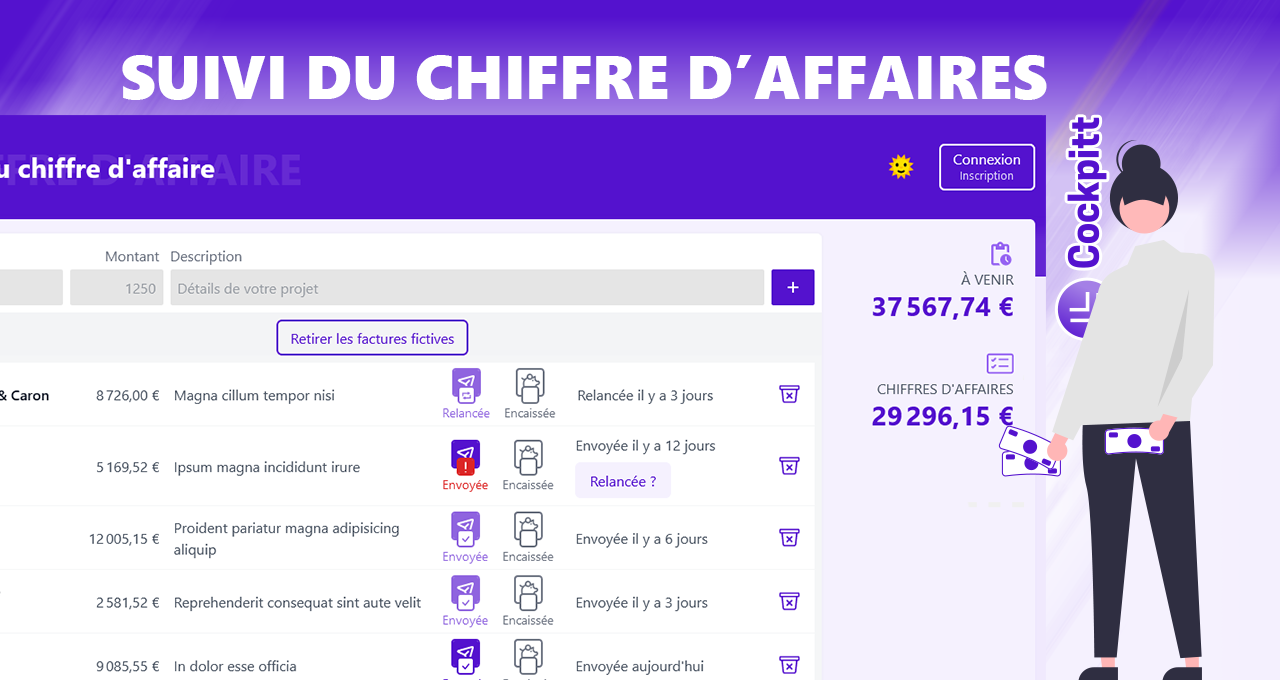 SUIVI DU CHIFFRE D’AFFAIRES
u chiffre d'affaire
FFRE D'AFFAIRE
Connexion
Inscription
Cockpitt
Montant Description
1250 Détails de votre projet +
Retirer les factures fictives
À VENIR
37 567,74 €
CHIFFRES D'AFFAIRES
29 296,15 €
& Caron 8 726,00 € Magna cillum tempor nisi Relancée Encaissée Relancée il y a 3 jours
5 169,52 € Ipsum magna incididunt irure Envoyée Encaissée Envoyée il y a 12 jours
Relancée ?
12 005,15 € Proident pariatur magna adipisicing
aliquip Envoyée Encaissée Envoyée il y a 6 jours
2 581,52 € Reprehenderit consequat sint aute velit Envoyée Encaissée Envoyée il y a 3 jours
9 085,55 € In dolor esse officia Envoyée aujourd'hui